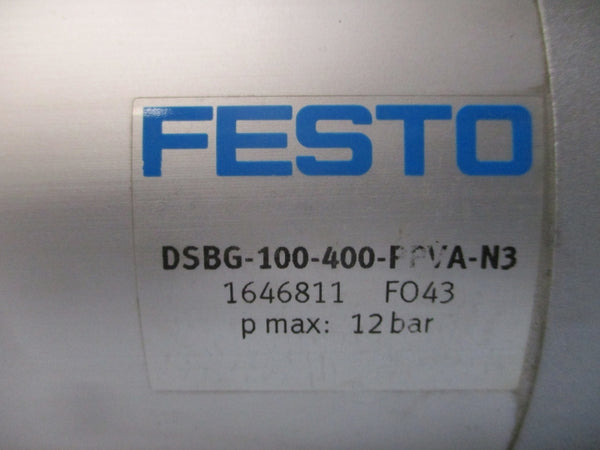 FESTO
DSBG-100-400-PPVA-N3
1646811 FO43
p max: 12 bar